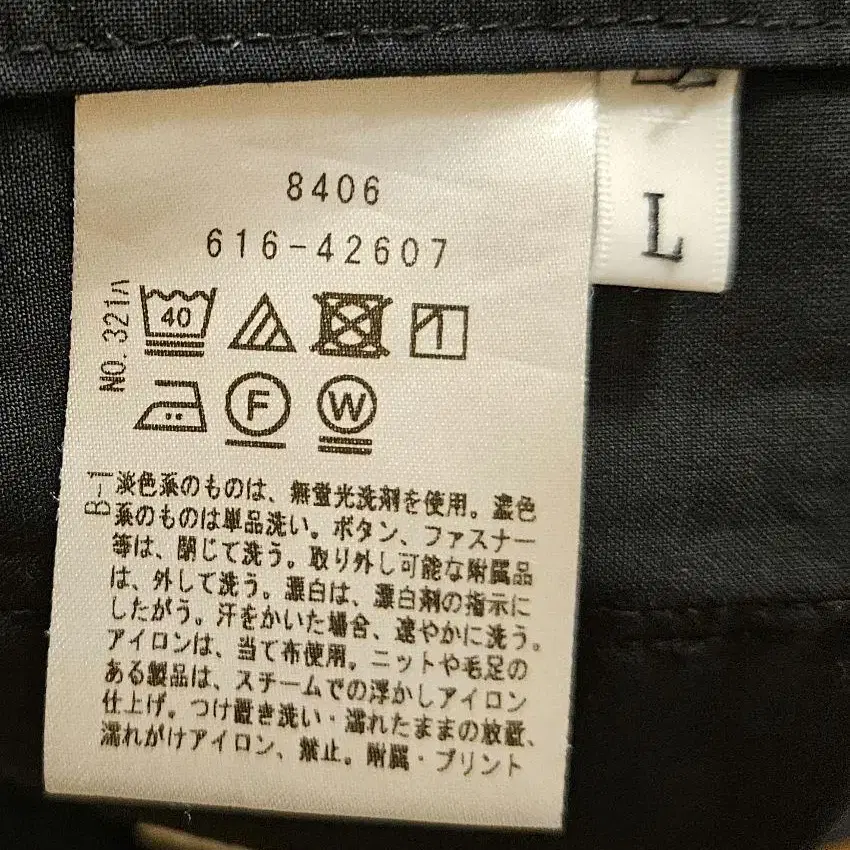 8406
616-42607
L
NO. 321A
40
F
W
B-1
淡色系のものは、無蛍光洗剤を使用。濃色
系のものは単品洗い。ボタン、ファスナー
等は、閉じて洗う。取り外し可能な附属品
は、外して洗う。漂白は、漂白剤の指示に
したがう。汗をかいた場合、速やかに洗う。
アイロンは、当て布使用。ニットや毛足の
ある製品は、スチームでの浮かしアイロン
仕上げ。つけ置き洗い・濡れたままの放置、
濡れがけアイロン、禁止。附属・プリント